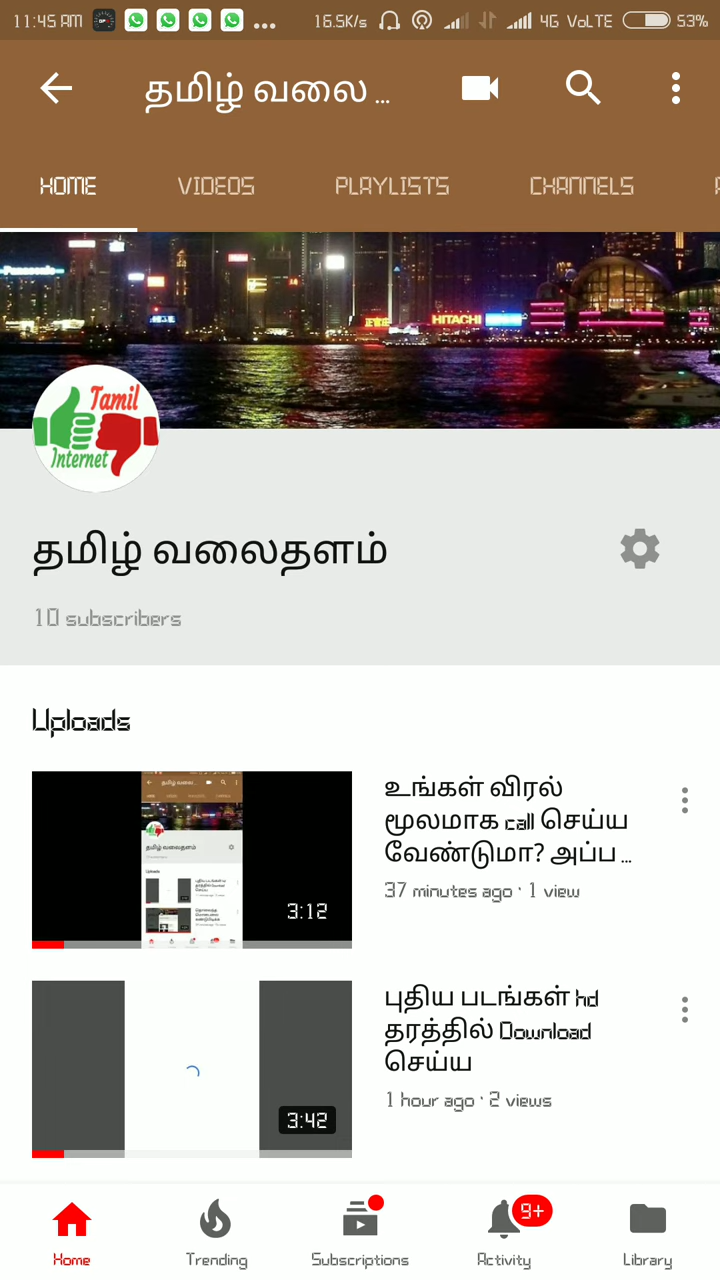 11:45 AM ... 16.5K/s 4G VoLTE 53%
தமிழ் வலை ...
HOME VIDEOS PLAYLISTS CHANNELS
Panasonic
HITACHI
Tamil
Internet
தமிழ் வலைதளம்
10 subscribers
Uploads
உங்கள் விரல்
மூலமாக call செய்ய
வேண்டுமா? அப்ப ...
37 minutes ago · 1 view
3:12
புதிய படங்கள் hd
தரத்தில் Download
செய்ய
1 hour ago · 2 views
3:42
9+
Home Trending Subscriptions Activity Library